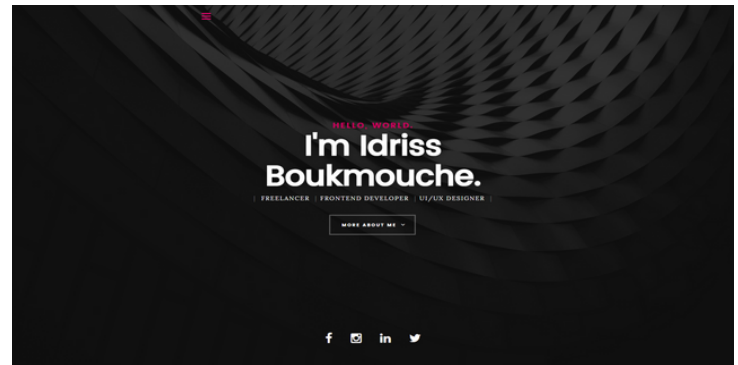 HELLO, WORLD.
I'm Idriss
Boukmouche.
| FREELANCER | FRONTEND DEVELOPER | UI/UX DESIGNER |
MORE ABOUT ME